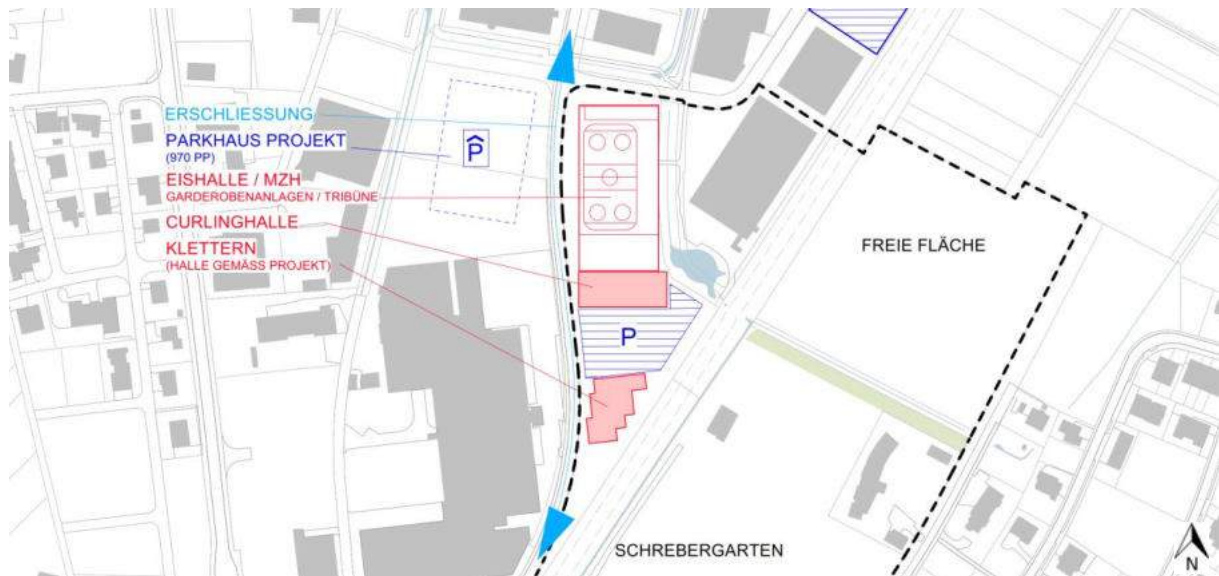 ERSCHLIESSUNG
PARKHAUS PROJEKT
(970 PP)
EISHALLE / MZH
GARDEROBENANLAGEN / TRIBÜNE
CURLINGHALLE
KLETTERN
(HALLE GEMÄSS PROJEKT)
P
P
FREIE FLÄCHE
SCHREBERGARTEN
N